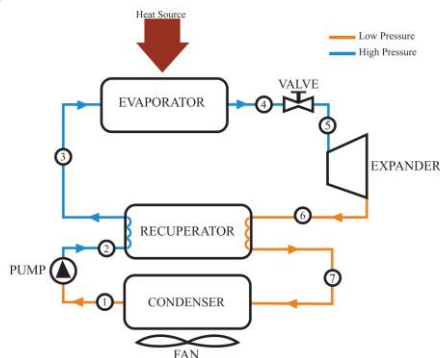 Heat Source
Low Pressure
High Pressure
EVAPORATOR
4
VALVE
5
EXPANDER
3
6
RECUPERATOR
2
7
PUMP
1
CONDENSER
FAN